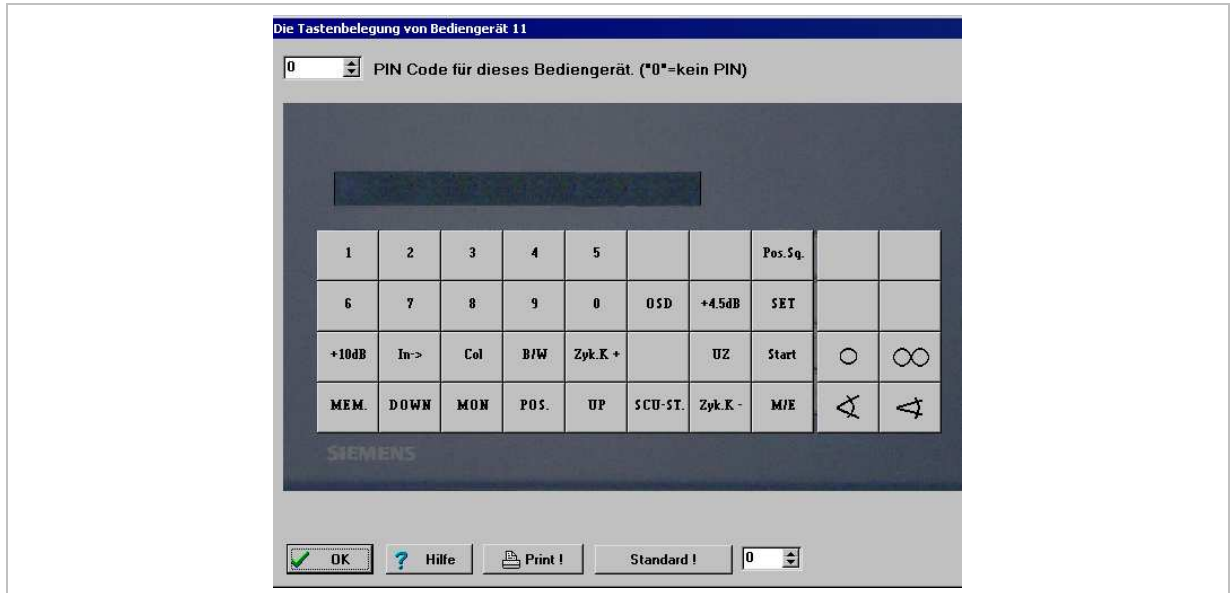 Die Tastenbelegung von Bediengerät 11
0 PIN Code für dieses Bediengerät. ("0"=kein PIN)
1 2 3 4 5 Pos.Sq.
6 7 8 9 0 OSD +4.5dB SET
+10dB In-> Col B/W Zyk.K + UZ Start
MEM. DOWN MON POS. UP SCU-ST. Zyk.K - M/E
SIEMENS
OK Hilfe Print ! Standard ! 0